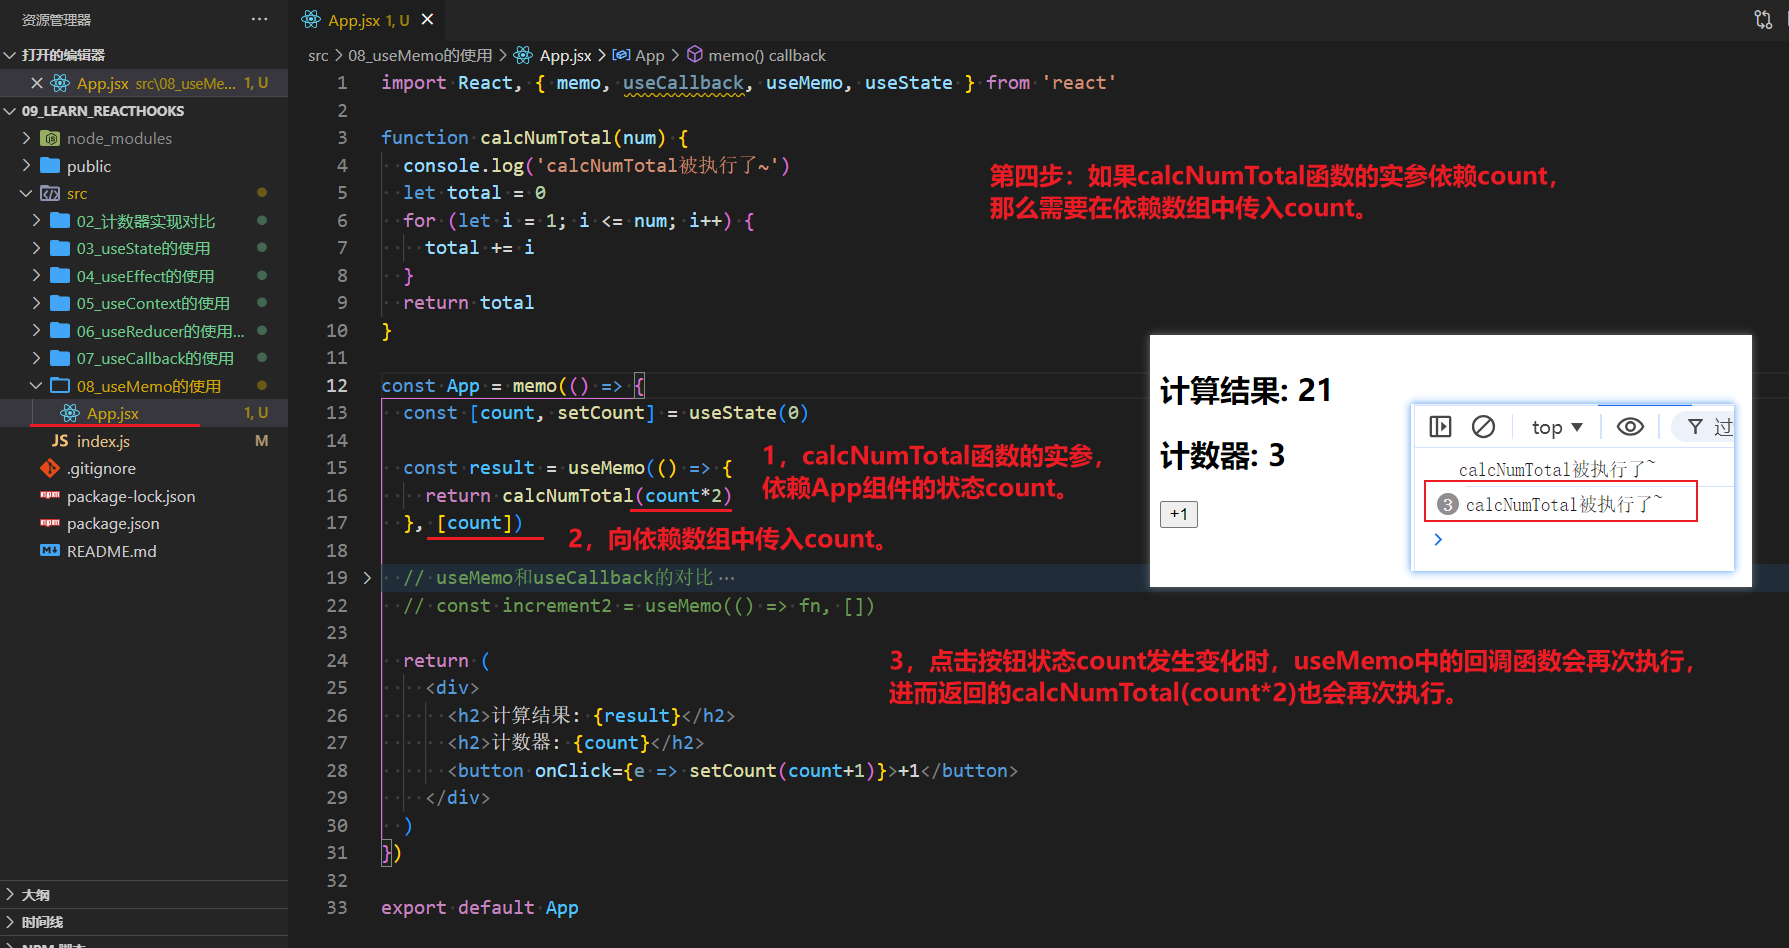 资源管理器 ···
打开的编辑器
App.jsx src\08_useMe... 1, U
09_LEARN_REACTHOOKS
node_modules
public
src
02_计数器实现对比
03_useState的使用
04_useEffect的使用
05_useContext的使用
06_useReducer的使用...
07_useCallback的使用
08_useMemo的使用
App.jsx 1, U
JS index.js M
.gitignore
package-lock.json
package.json
README.md
大纲
时间线
App.jsx 1, U
src > 08_useMemo的使用 > App.jsx > App > memo() callback
1 import React, { memo, useCallback, useMemo, useState } from 'react'
2
3 function calcNumTotal(num) {
4 console.log('calcNumTotal被执行了~')
5 let total = 0
6 for (let i = 1; i <= num; i++) {
7 total += i
8 }
9 return total
10 }
11
12 const App = memo(() => {
13 const [count, setCount] = useState(0)
14
15 const result = useMemo(() => {
16 return calcNumTotal(count*2)
17 }, [count])
18
19 // useMemo和useCallback的对比 ···
22 // const increment2 = useMemo(() => fn, [])
23
24 return (
25 <div>
26 <h2>计算结果: {result}</h2>
27 <h2>计数器: {count}</h2>
28 <button onClick={e => setCount(count+1)}>+1</button>
29 </div>
30 )
31 })
32
33 export default App
第四步：如果calcNumTotal函数的实参依赖count，
那么需要在依赖数组中传入count。
1，calcNumTotal函数的实参，
依赖App组件的状态count。
2，向依赖数组中传入count。
3，点击按钮状态count发生变化时，useMemo中的回调函数会再次执行，
进而返回的calcNumTotal(count*2)也会再次执行。
计算结果: 21
计数器: 3
+1
top ▼ 过
calcNumTotal被执行了~
3 calcNumTotal被执行了~
>